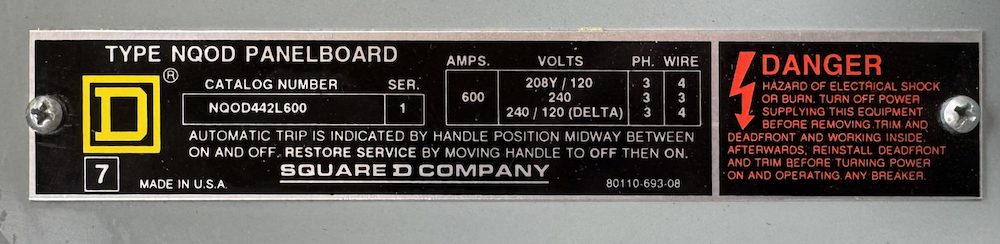 TYPE NQOD PANELBOARD
D ®
CATALOG NUMBER SER.
NQOD442L600 1
AMPS. VOLTS PH. WIRE
600
208Y / 120 3 4
240 3 3
240 / 120 (DELTA) 3 4
AUTOMATIC TRIP IS INDICATED BY HANDLE POSITION MIDWAY BETWEEN
ON AND OFF. RESTORE SERVICE BY MOVING HANDLE TO OFF THEN ON.
7
MADE IN U.S.A.
SQUARE D COMPANY
80110-693-08
DANGER
HAZARD OF ELECTRICAL SHOCK
OR BURN. TURN OFF POWER
SUPPLYING THIS EQUIPMENT
BEFORE REMOVING TRIM AND
DEADFRONT AND WORKING INSIDE.
AFTERWARDS, REINSTALL DEADFRONT
AND TRIM BEFORE TURNING POWER
ON AND OPERATING ANY BREAKER.